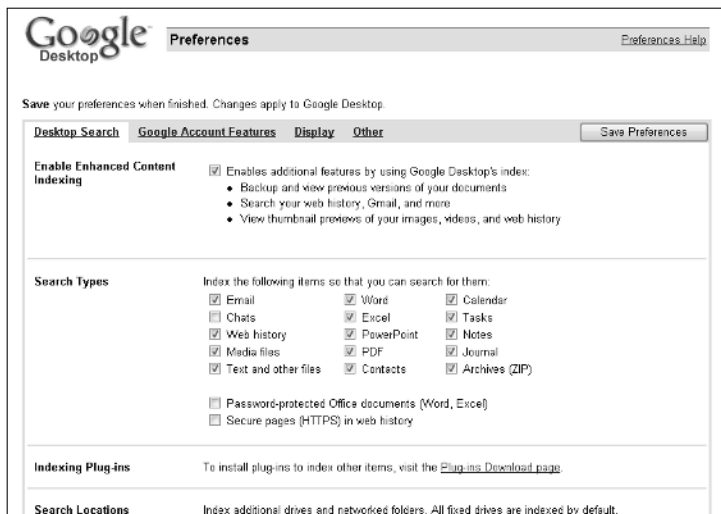 Google
Desktop
Preferences
Preferences Help
Save your preferences when finished. Changes apply to Google Desktop.
Desktop Search Google Account Features Display Other Save Preferences
Enable Enhanced Content
Indexing
Enables additional features by using Google Desktop's index:
• Backup and view previous versions of your documents
• Search your web history, Gmail, and more
• View thumbnail previews of your images, videos, and web history
Search Types
Index the following items so that you can search for them:
Email Word Calendar
Chats Excel Tasks
Web history PowerPoint Notes
Media files PDF Journal
Text and other files Contacts Archives (ZIP)
Password-protected Office documents (Word, Excel)
Secure pages (HTTPS) in web history
Indexing Plug-ins
To install plug-ins to index other items, visit the Plug-ins Download page.
Search Locations
Index additional drives and networked folders. All fixed drives are indexed by default.